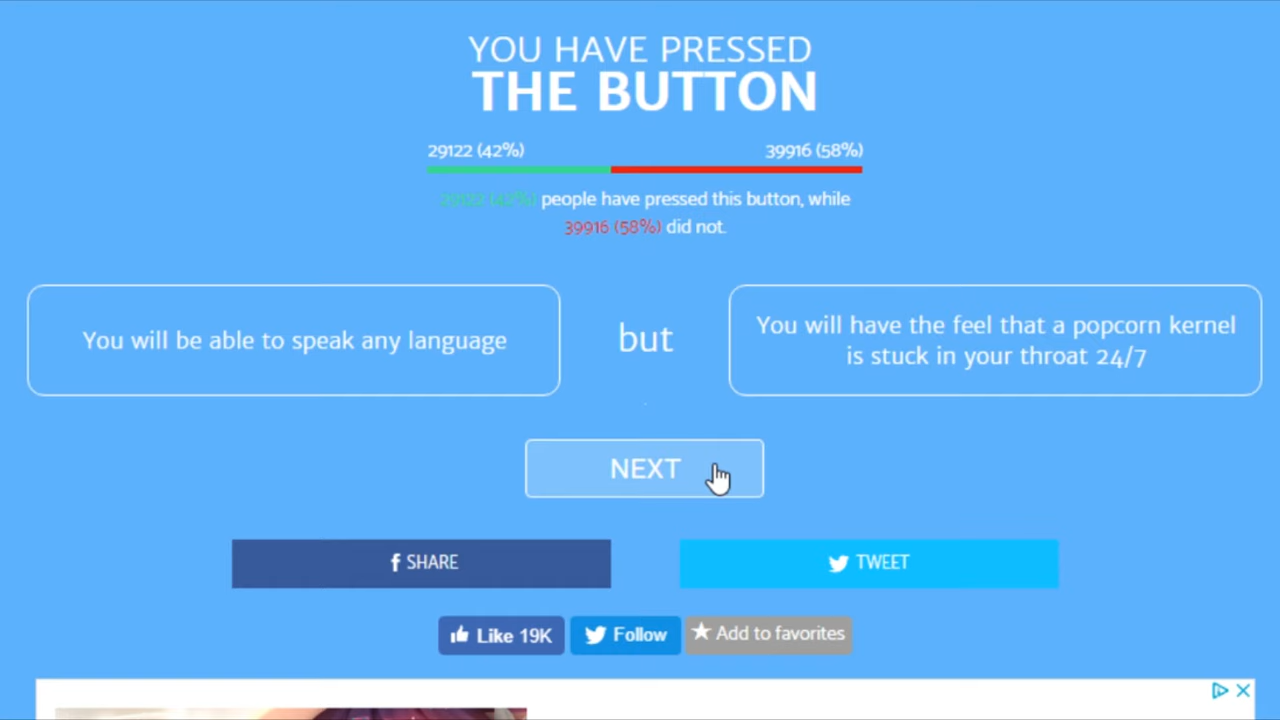 YOU HAVE PRESSED
THE BUTTON
29122 (42%) 39916 (58%)
29122 (42%) people have pressed this button, while
39916 (58%) did not.
You will be able to speak any language
but
You will have the feel that a popcorn kernel
is stuck in your throat 24/7
NEXT
SHARE
TWEET
Like 19K
Follow
Add to favorites